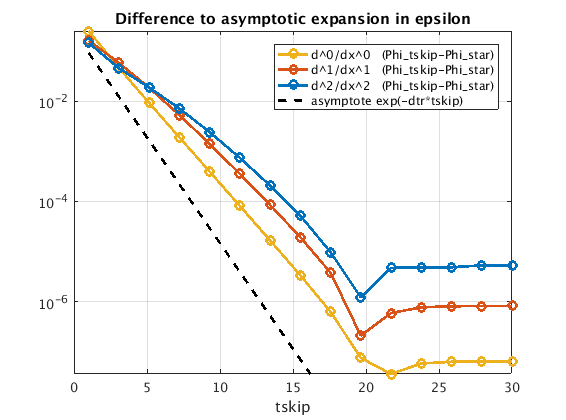 Difference to asymptotic expansion in epsilon
d^0/dx^0 (Phi_tskip-Phi_star)
d^1/dx^1 (Phi_tskip-Phi_star)
d^2/dx^2 (Phi_tskip-Phi_star)
asymptote exp(-dtr*tskip)
10^-2
10^-4
10^-6
0 5 10 15 20 25 30
tskip